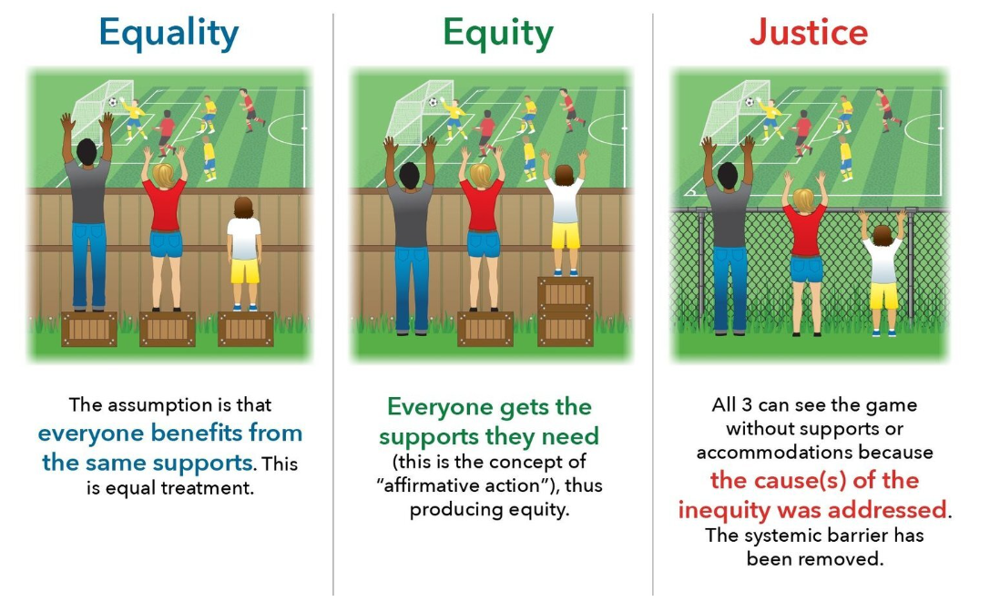 Equality
The assumption is that
everyone benefits from
the same supports. This
is equal treatment.
Equity
Everyone gets the
supports they need
(this is the concept of
“affirmative action”), thus
producing equity.
Justice
All 3 can see the game
without supports or
accommodations because
the cause(s) of the
inequity was addressed.
The systemic barrier has
been removed.